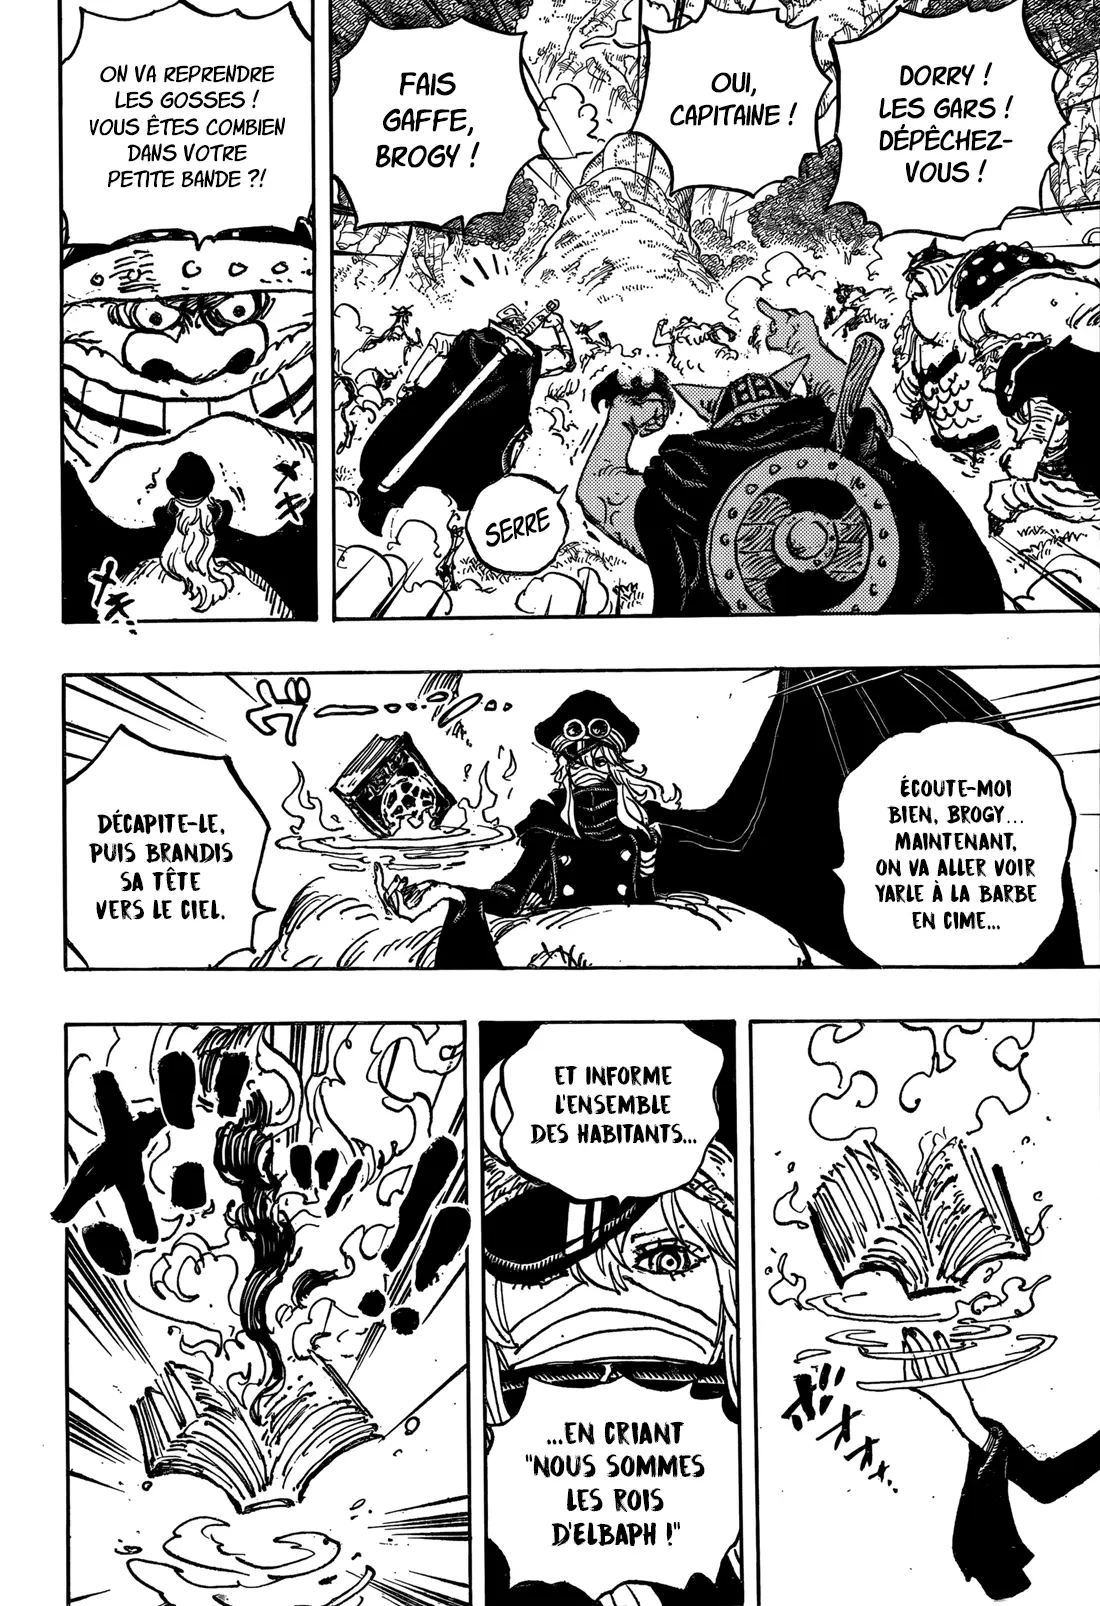 DORRY !
LES GARS !
DÉPÊCHEZ-
VOUS !
OUI,
CAPITAINE !
FAIS
GAFFE,
BROGY !
SERRE
ON VA REPRENDRE
LES GOSSES !
VOUS ÊTES COMBIEN
DANS VOTRE
PETITE BANDE ?!
ÉCOUTE-MOI
BIEN, BROGY...
MAINTENANT,
ON VA ALLER VOIR
YARLE À LA BARBE
EN CIME...
DÉCAPITE-LE,
PUIS BRANDIS
SA TÊTE
VERS LE CIEL.
ET INFORME
L'ENSEMBLE
DES HABITANTS...
...EN CRIANT
"NOUS SOMMES
LES ROIS
D'ELBAPH !"